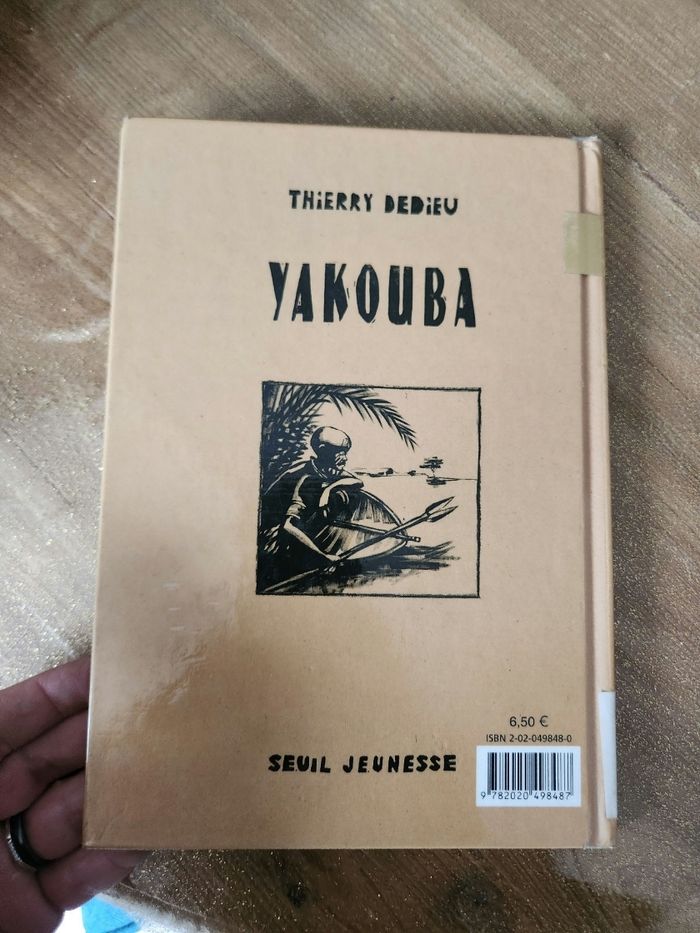 THiERRY DEDiEU
YAKOUBA
6,50 €
ISBN 2-02-049848-0
SEUIL JEUNESSE
9 782020 498487